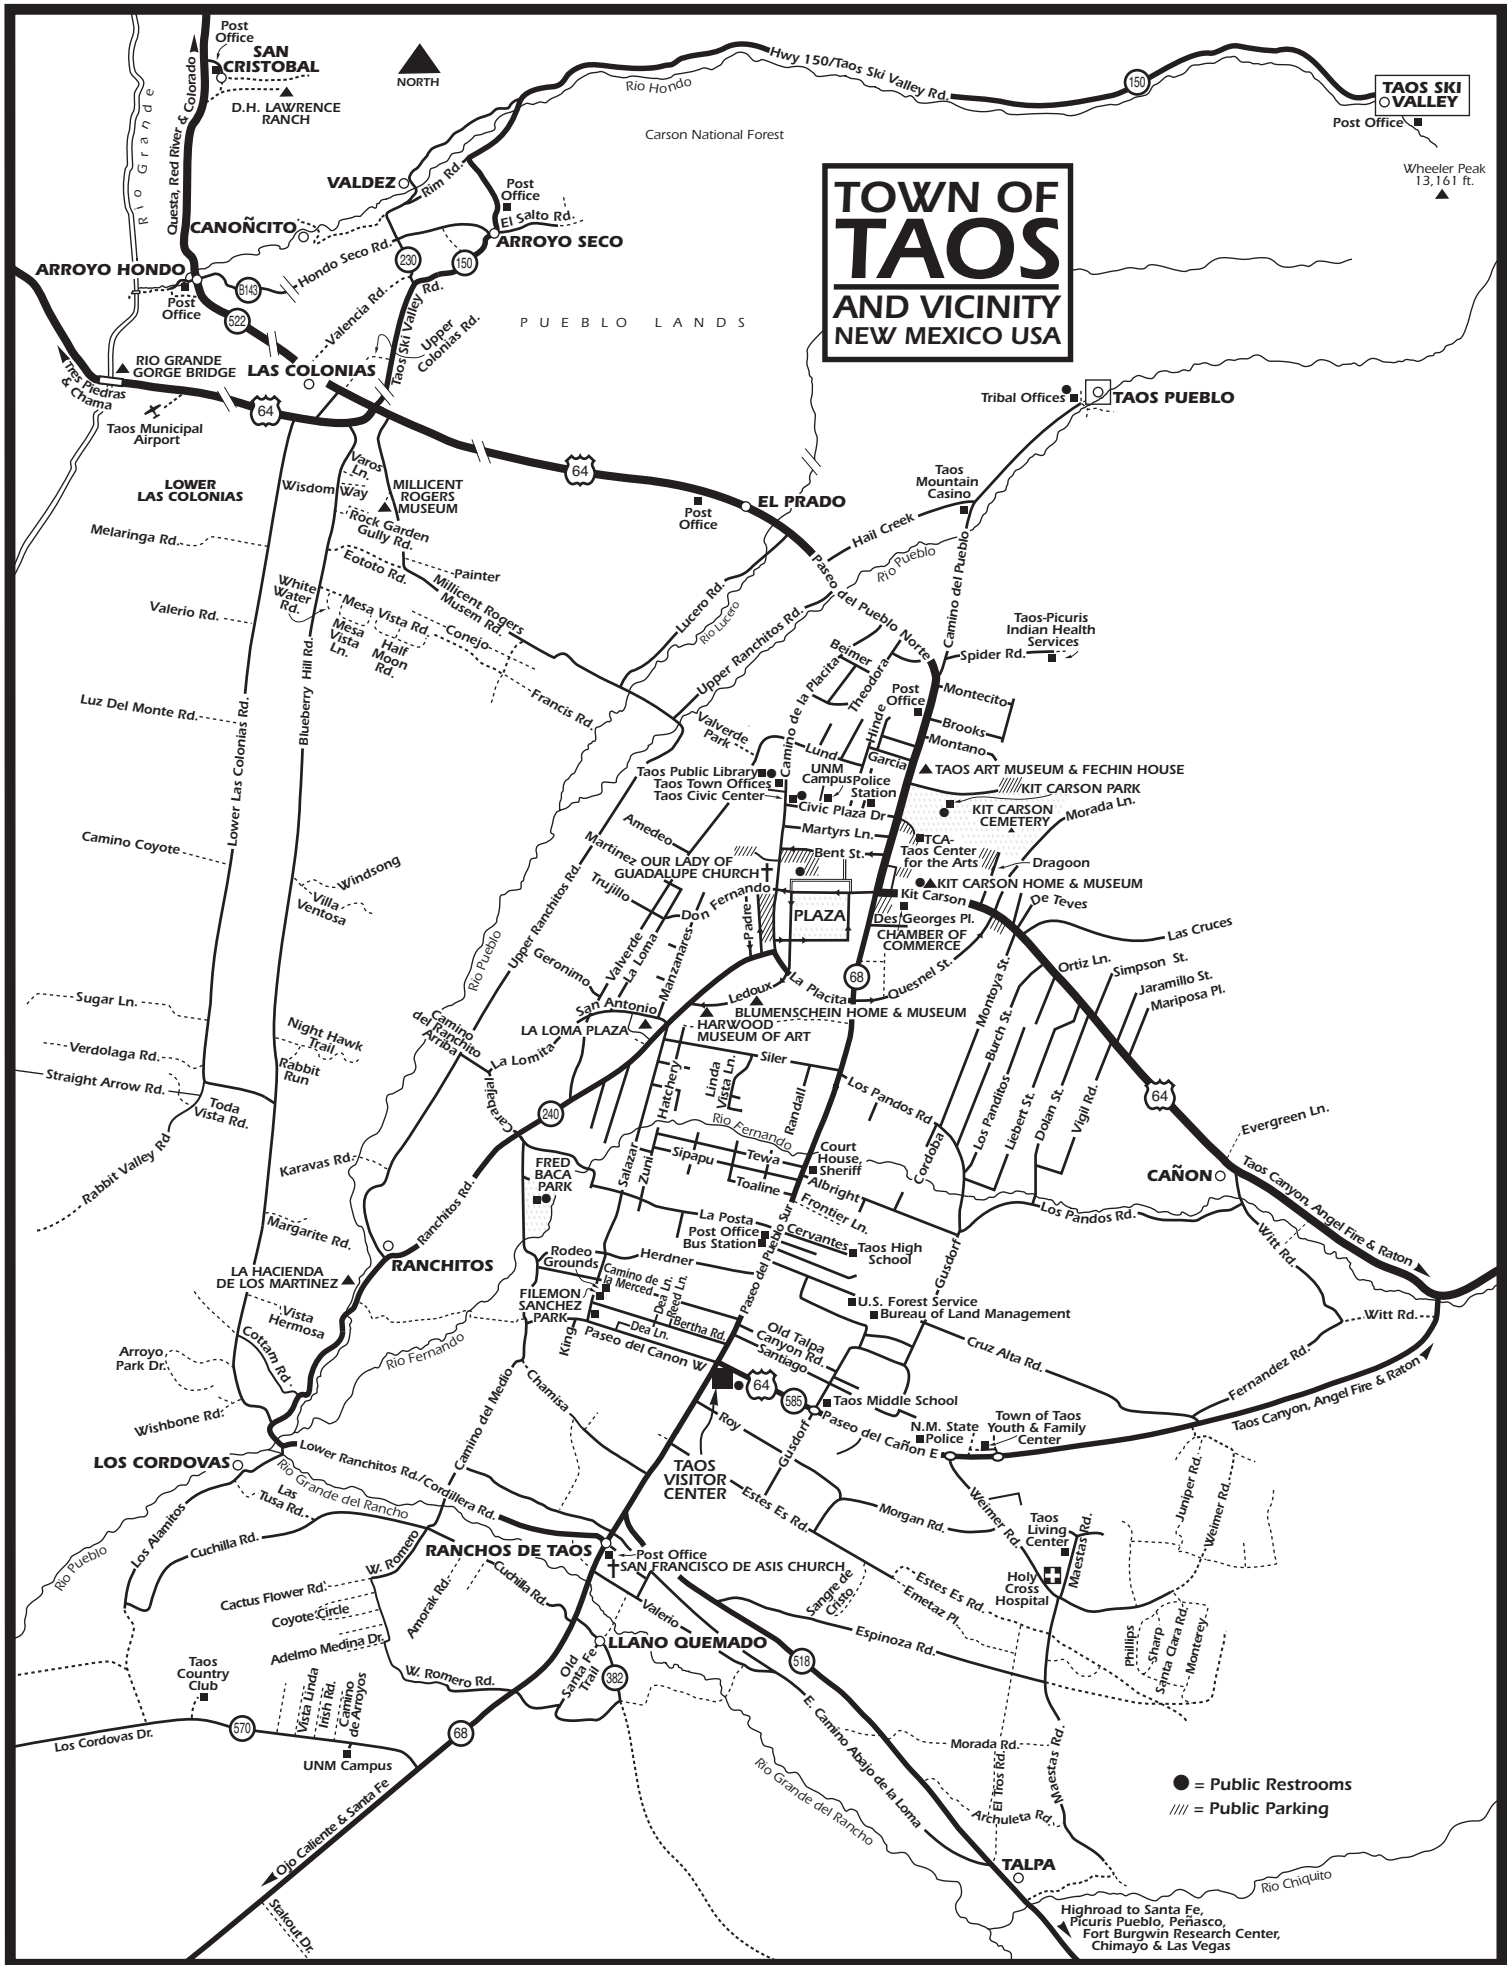 Post
Office
SAN
CRISTOBAL
D.H. LAWRENCE
RANCH
Rio Grande
Questa, Red River & Colorado
NORTH
Rio Hondo
Hwy 150/Taos Ski Valley Rd.
150
TAOS SKI
VALLEY
Post Office
Wheeler Peak
13,161 ft.
Carson National Forest
VALDEZ
Rim Rd.
Post
Office
El Salto Rd.
ARROYO SECO
CANOÑCITO
Hondo Seco Rd.
230
150
ARROYO HONDO
B143
Post
Office
522
Valencia Rd.
Taos Ski Valley Rd.
Upper
Colonias Rd.
PUEBLO LANDS
TOWN OF
TAOS
AND VICINITY
NEW MEXICO USA
RIO GRANDE
GORGE BRIDGE
LAS COLONIAS
Tres Piedras
& Chama
64
Taos Municipal
Airport
Tribal Offices
TAOS PUEBLO
64
LOWER
LAS COLONIAS
Varos
Ln.
Wisdom Way
MILLICENT
ROGERS
MUSEUM
Rock Garden
Gully Rd.
Post
Office
EL PRADO
Taos
Mountain
Casino
Hail Creek
Melaringa Rd.
Eototo Rd.
Painter
Millicent Rogers
Musem Rd.
White
Water
Rd.
Mesa Vista Rd.
Conejo
Mesa
Vista
Ln.
Half
Moon
Rd.
Valerio Rd.
Francis Rd.
Lucero Rd.
Rio Lucero
Upper Ranchitos Rd.
Rio Pueblo
Paseo del Pueblo Norte
Camino del Pueblo
Taos-Picuris
Indian Health
Services
Spider Rd.
Luz Del Monte Rd.
Lower Las Colonias Rd.
Blueberry Hill Rd.
Beimer
Camino de la Placita
Theodora
Hinde
Post
Office
Montecito
Brooks
Montano
Valverde
Park
Lund
Garcia
Taos Public Library
Taos Town Offices
Taos Civic Center
UNM
Campus
Police
Station
TAOS ART MUSEUM & FECHIN HOUSE
KIT CARSON PARK
KIT CARSON
CEMETERY
Morada Ln.
Civic Plaza Dr
Martyrs Ln.
Bent St.
TCA-
Taos Center
for the Arts
Dragoon
KIT CARSON HOME & MUSEUM
Kit Carson
De Teves
Camino Coyote
Windsong
Villa
Ventosa
Amedeo
Martinez
Trujillo
OUR LADY OF
GUADALUPE CHURCH
Don Fernando
Padre
PLAZA
Des Georges Pl.
CHAMBER OF
COMMERCE
Las Cruces
Upper Ranchitos Rd.
Rio Pueblo
Geronimo
Valverde
La Loma
Manzanares
San Antonio
LA LOMA PLAZA
Ledoux
La Placita
68
Quesnel St.
Montoya St.
Ortiz Ln.
Simpson St.
Jaramillo St.
Mariposa Pl.
BLUMENSCHEIN HOME & MUSEUM
HARWOOD
MUSEUM OF ART
Sugar Ln.
Night Hawk
Trail
Verdolaga Rd.
Rabbit
Run
Straight Arrow Rd.
Toda
Vista Rd.
Camino
del Ranchito
Arriba
La Lomita
Carabajal
240
Siler
Hatchery
Linda
Vista Ln.
Randall
Los Pandos Rd
Burch St.
Los Panditos
Liebert St.
Dolan St.
Vigil Rd.
64
Evergreen Ln.
Rabbit Valley Rd
Karavas Rd.
Rio Fernando
Sipapu
Tewa
Toaline
Salazar
Zuni
Court
House,
Sheriff
Albright
Frontier Ln.
Cordoba
CAÑON
Taos Canyon, Angel Fire & Raton
Los Pandos Rd.
Witt Rd.
FRED
BACA
PARK
Ranchitos Rd.
Margarite Rd.
RANCHITOS
La Posta
Post Office
Bus Station
Cervantes
Taos High
School
Gusdorf
Rodeo
Grounds
Herdner
LA HACIENDA
DE LOS MARTINEZ
Camino de
la Merced
Dea Ln.
Reed Ln.
FILEMON
SANCHEZ
PARK
Bertha Rd.
Dea Ln.
Paseo del Pueblo Sur
U.S. Forest Service
Bureau of Land Management
Witt Rd.
Vista
Hermosa
Cottam Rd.
Rio Fernando
King
Paseo del Canon W
Old Talpa
Canyon Rd.
Santiago
Cruz Alta Rd.
Fernandez Rd.
Arroyo
Park Dr.
Chamisa
64
585
Taos Middle School
Taos Canyon, Angel Fire & Raton
Wishbone Rd.
Camino del Medio
Roy
Gusdorf
Paseo del Cañon E
N.M. State
Police
Town of Taos
Youth & Family
Center
LOS CORDOVAS
Lower Ranchitos Rd./Cordillera Rd.
Rio Grande del Rancho
Las
Tusa Rd.
TAOS
VISITOR
CENTER
Estes Es Rd.
Morgan Rd.
Weimer Rd.
Juniper Rd.
Weimer Rd.
Taos
Living
Center
Maestas Rd.
Los Alamitos
Cuchilla Rd.
Rio Pueblo
W. Romero
RANCHOS DE TAOS
Post Office
SAN FRANCISCO DE ASIS CHURCH
Holy
Cross
Hospital
Cactus Flower Rd.
Coyote Circle
Adelmo Medina Dr.
Amorak Rd.
Cuchilla Rd.
Valerio
Sangre de
Cristo
Estes Es Rd.
Emetaz Pl.
Espinoza Rd.
Phillips
Sharp
Santa Clara Rd.
Monterey
LLANO QUEMADO
518
382
Old
Santa Fe
Trail
Taos
Country
Club
W. Romero Rd.
Vista Linda
Irish Rd.
Camino
de Arroyos
570
68
Los Cordovas Dr.
UNM Campus
E. Camino Abajo de la Loma
Morada Rd.
El Tros Rd.
Maestas Rd.
Rio Grande del Rancho
Archuleta Rd.
= Public Restrooms
= Public Parking
Ojo Caliente & Santa Fe
Stakout Dr.
TALPA
Rio Chiquito
Highroad to Santa Fe,
Picuris Pueblo, Peñasco,
Fort Burgwin Research Center,
Chimayo & Las Vegas